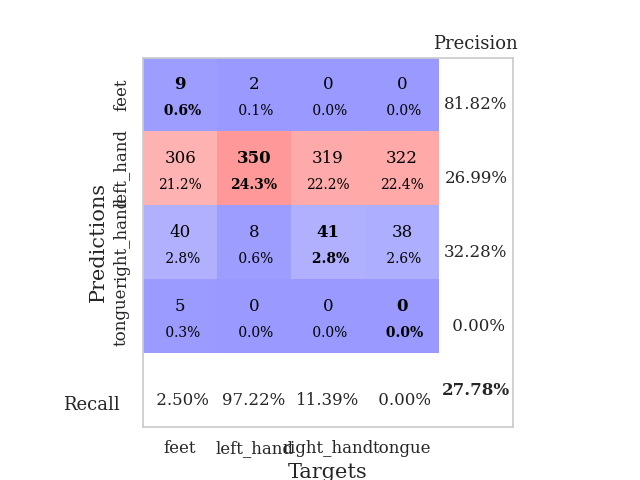 Precision
feet 9 2 0 0 81.82%
0.6% 0.1% 0.0% 0.0%
left_hand 306 350 319 322 26.99%
21.2% 24.3% 22.2% 22.4%
right_hand 40 8 41 38 32.28%
2.8% 0.6% 2.8% 2.6%
tongue 5 0 0 0 0.00%
0.3% 0.0% 0.0% 0.0%
Predictions
Recall 2.50% 97.22% 11.39% 0.00% 27.78%
feet left_hand right_hand tongue
Targets